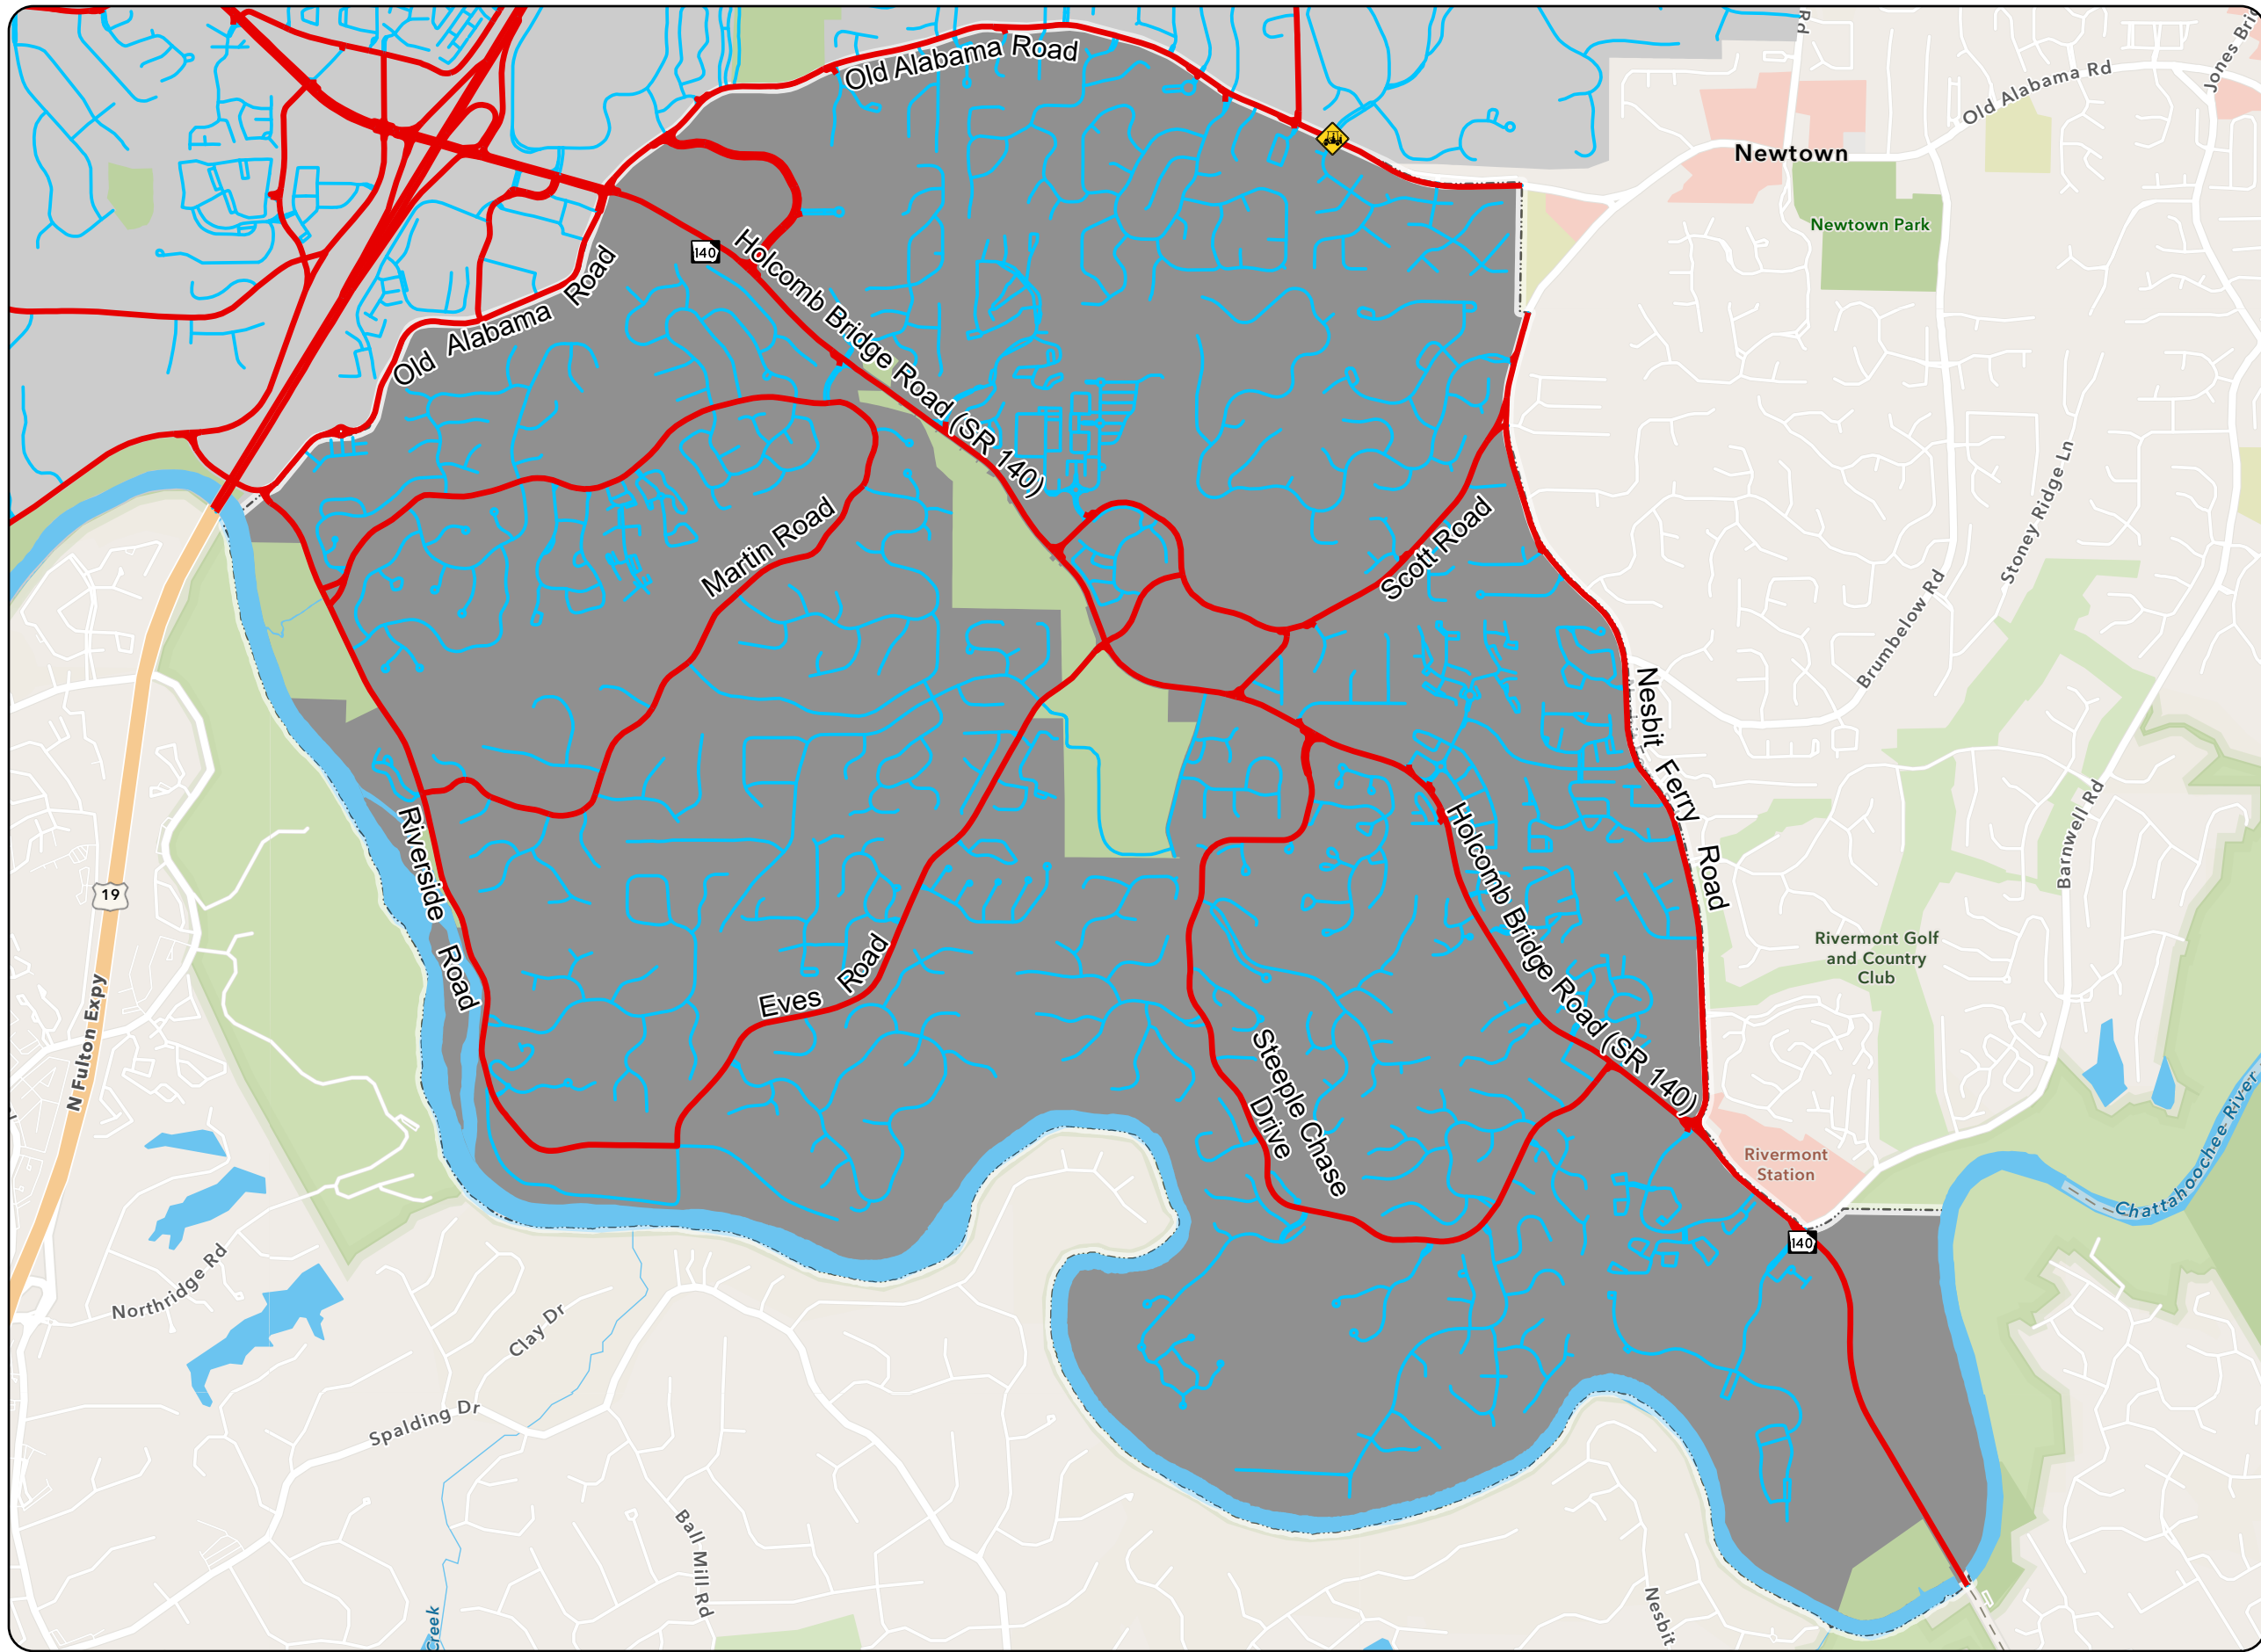 Old Alabama Road
Rd
Jones Bri
Old Alabama Rd
Newtown
Newtown Park
140
Holcomb Bridge Road (SR 140)
Old Alabama Road
Martin Road
Scott Road
Stoney Ridge Ln
Brumbelow Rd
Nesbit Ferry Road
Barnwell Rd
Riverside Road
19
N Fulton Expy
Eves Road
Holcomb Bridge Road (SR 140)
Rivermont Golf
and Country
Club
Steeple Chase
Drive
Rivermont
Station
Chattahoochee River
140
Northridge Rd
Clay Dr
Spalding Dr
Ball Mill Rd
Creek
Nesbit